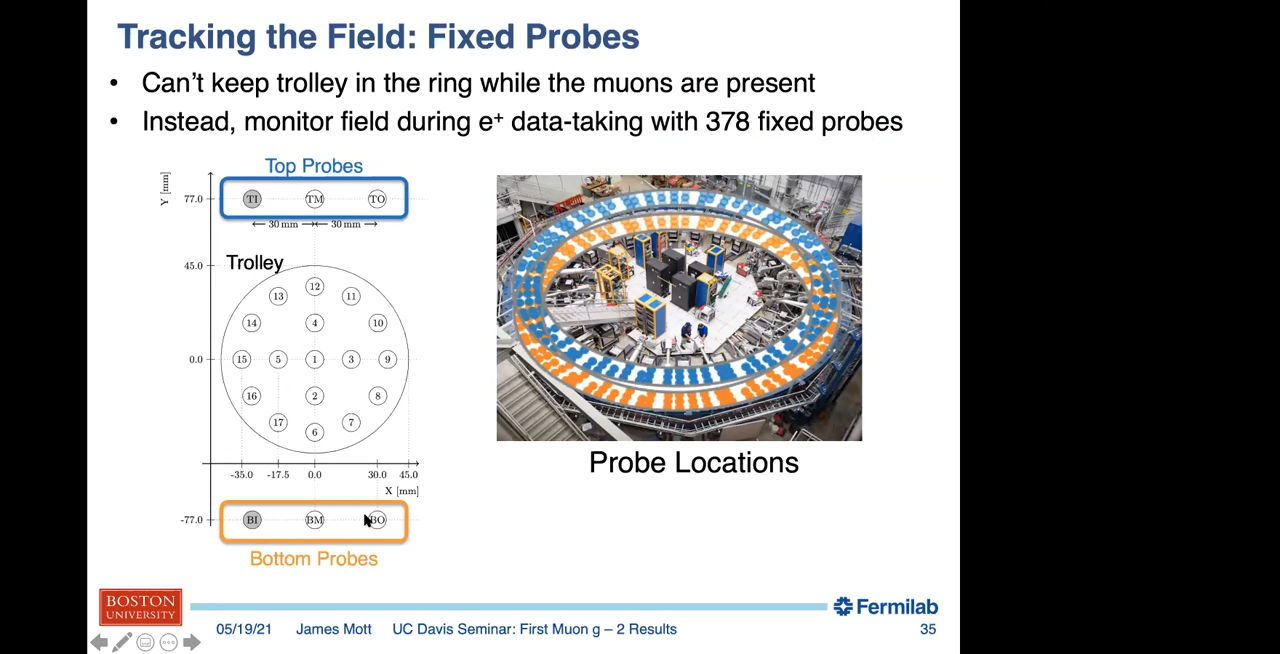 Tracking the Field: Fixed Probes
• Can't keep trolley in the ring while the muons are present
• Instead, monitor field during e⁺ data-taking with 378 fixed probes
Top Probes
Y [mm]
77.0
TI TM TO
30 mm 30 mm
45.0
Trolley
12
13 11
14 4 10
0.0
15 5 1 3 9
16 2 8
17 7
6
-35.0 -17.5 0.0 30.0 45.0
X [mm]
-77.0
BI BM BO
Bottom Probes
Probe Locations
BOSTON
UNIVERSITY
Fermilab
05/19/21 James Mott UC Davis Seminar: First Muon g – 2 Results 35